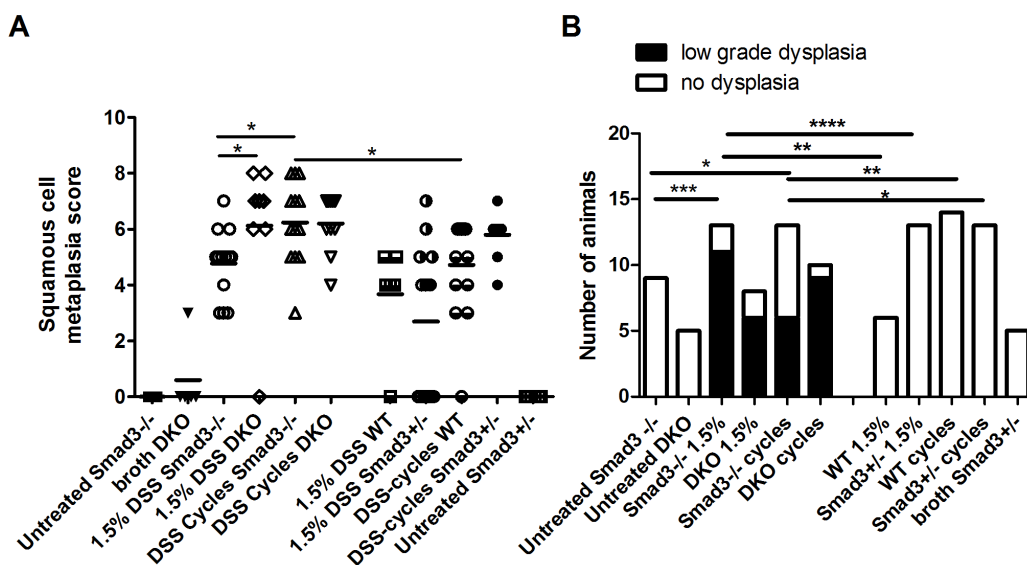 A
Squamous cell
metaplasia score
8
6
4
2
0
*
*
*
Untreated Smad3-/-
broth DKO
1.5% DSS Smad3-/-
1.5% DSS DKO
DSS Cycles Smad3-/-
DSS Cycles DKO
1.5% DSS WT
1.5% DSS Smad3+/-
DSS-cycles WT
DSS-cycles Smad3+/-
Untreated Smad3+/-
B
low grade dysplasia
no dysplasia
Number of animals
20
15
10
5
0
****
**
*
**
***
*
Untreated Smad3 -/-
Untreated DKO
Smad3-/- 1.5%
DKO 1.5%
Smad3-/- cycles
DKO cycles
WT 1.5%
Smad3+/- 1.5%
WT cycles
Smad3+/- cycles
broth Smad3+/-